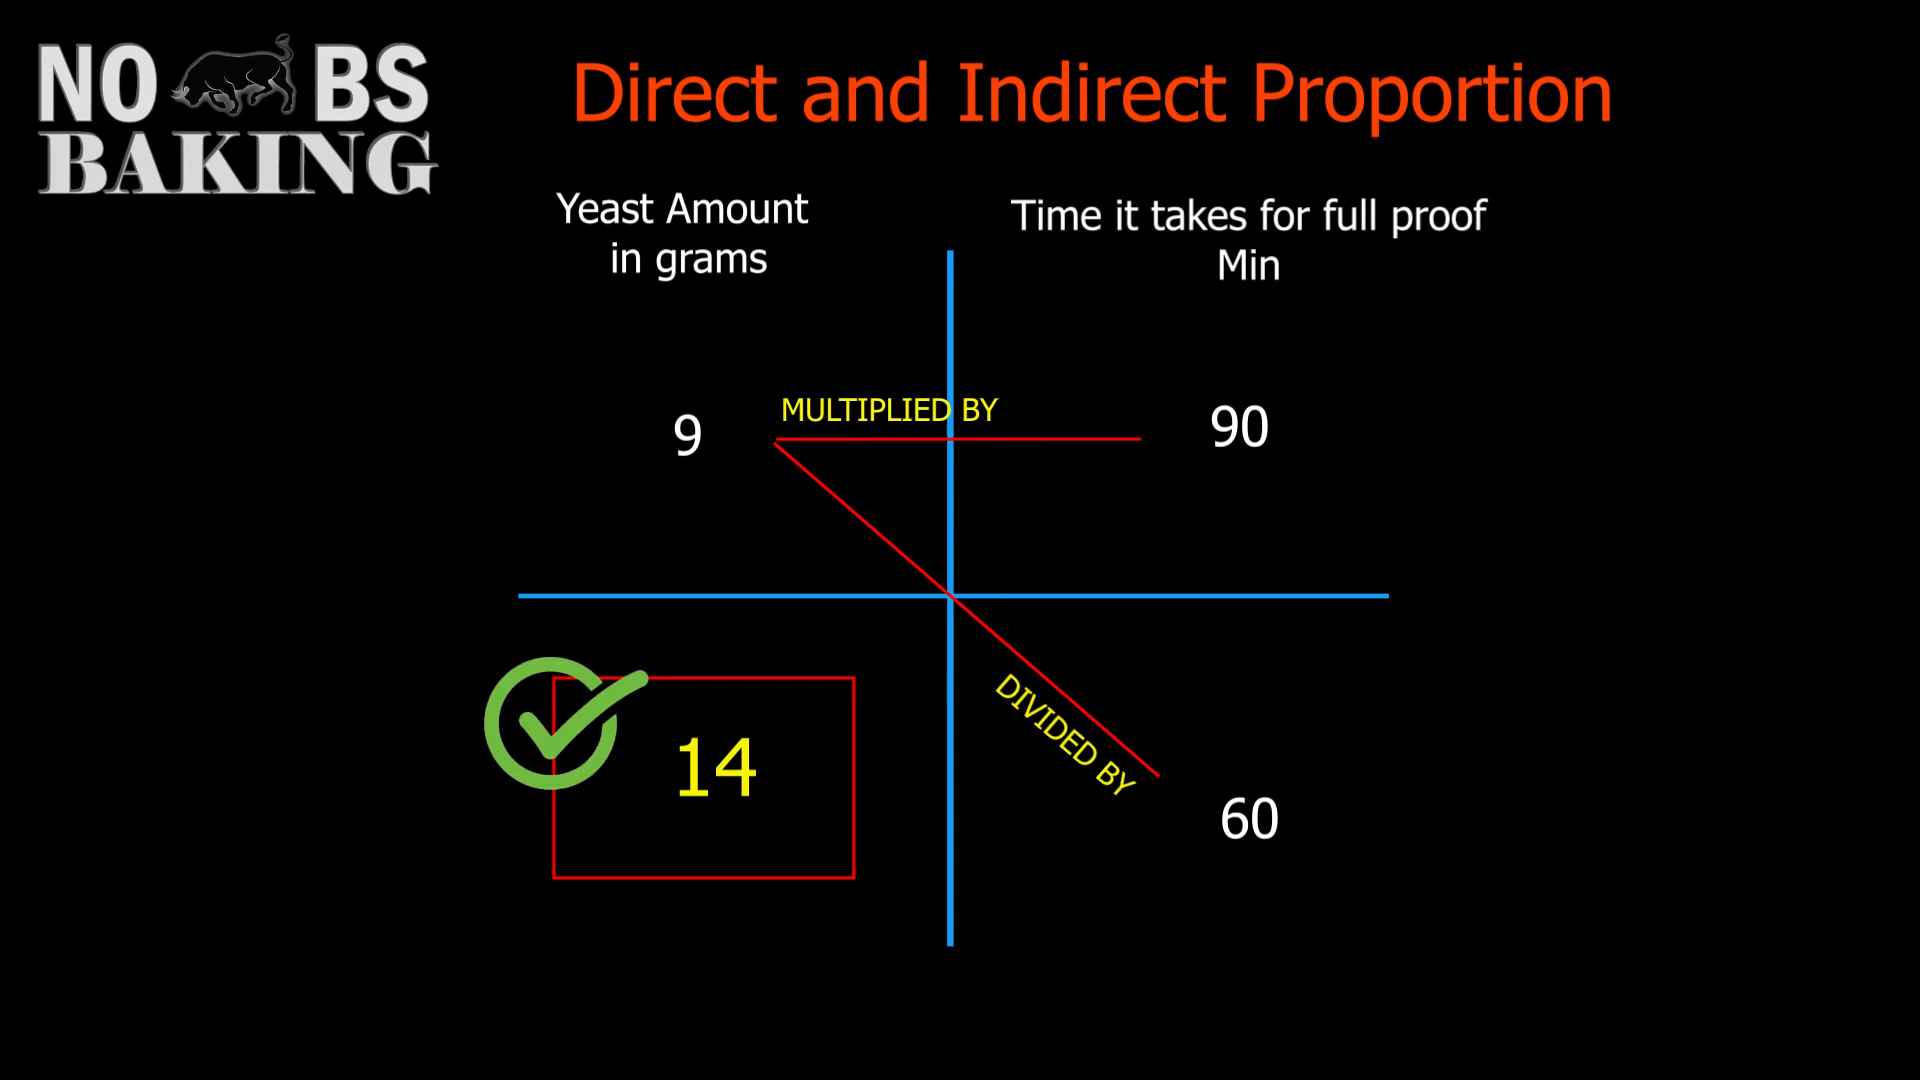 NO BS
BAKING
Direct and Indirect Proportion
Yeast Amount
in grams
Time it takes for full proof
Min
MULTIPLIED BY
9
90
DIVIDED BY
14
60